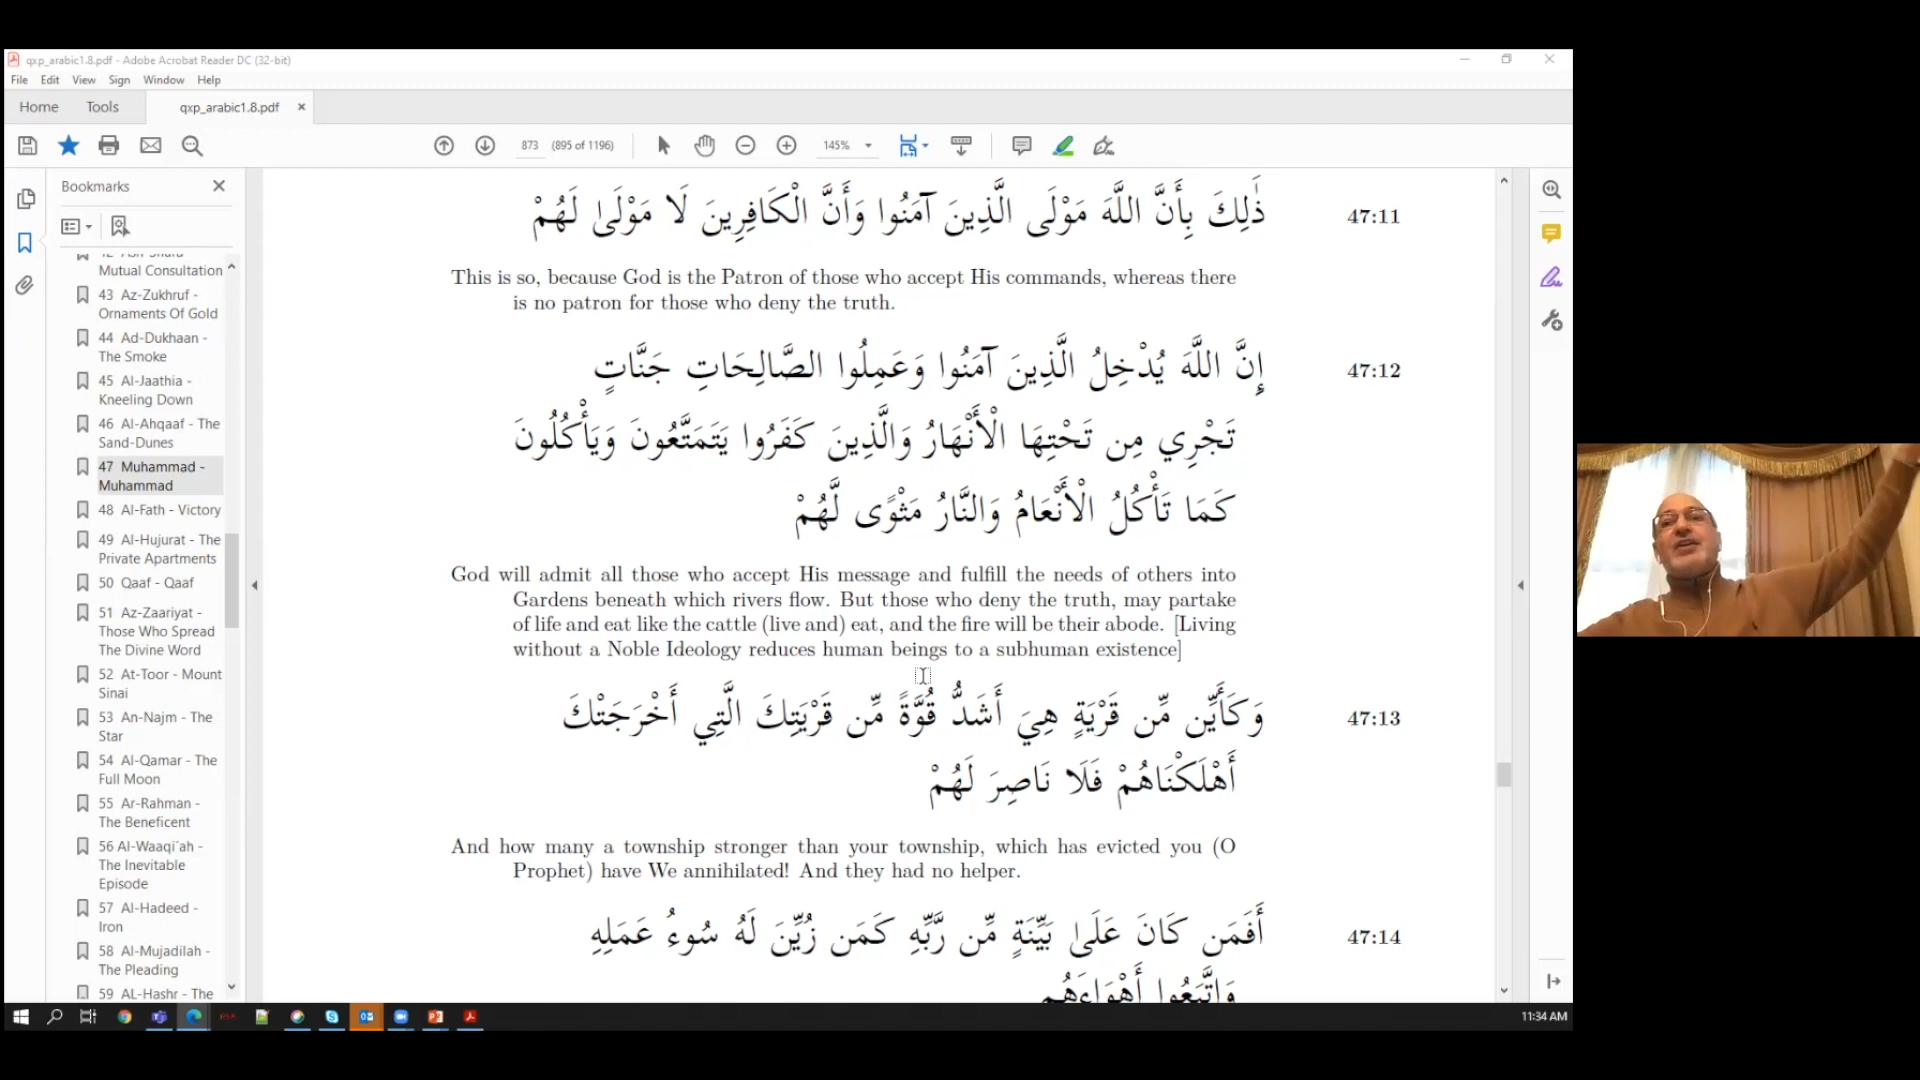 qxp_arabic1.8.pdf - Adobe Acrobat Reader DC (32-bit)
File Edit View Sign Window Help
Home Tools qxp_arabic1.8.pdf ×
873 (895 of 1196) 145%
Bookmarks
Mutual Consultation
43 Az-Zukhruf -
Ornaments Of Gold
44 Ad-Dukhaan -
The Smoke
45 Al-Jaathia -
Kneeling Down
46 Al-Ahqaaf - The
Sand-Dunes
47 Muhammad -
Muhammad
48 Al-Fath - Victory
49 Al-Hujurat - The
Private Apartments
50 Qaaf - Qaaf
51 Az-Zaariyat -
Those Who Spread
The Divine Word
52 At-Toor - Mount
Sinai
53 An-Najm - The
Star
54 Al-Qamar - The
Full Moon
55 Ar-Rahman -
The Beneficent
56 Al-Waaqi´ah -
The Inevitable
Episode
57 Al-Hadeed -
Iron
58 Al-Mujadilah -
The Pleading
59 AL-Hashr - The
ذَٰلِكَ بِأَنَّ اللَّهَ مَوْلَى الَّذِينَ آمَنُوا وَأَنَّ الْكَافِرِينَ لَا مَوْلَىٰ لَهُمْ 47:11
This is so, because God is the Patron of those who accept His commands, whereas there
is no patron for those who deny the truth.
إِنَّ اللَّهَ يُدْخِلُ الَّذِينَ آمَنُوا وَعَمِلُوا الصَّالِحَاتِ جَنَّاتٍ 47:12
تَجْرِي مِن تَحْتِهَا الْأَنْهَارُ وَالَّذِينَ كَفَرُوا يَتَمَتَّعُونَ وَيَأْكُلُونَ
كَمَا تَأْكُلُ الْأَنْعَامُ وَالنَّارُ مَثْوًى لَّهُمْ
God will admit all those who accept His message and fulfill the needs of others into
Gardens beneath which rivers flow. But those who deny the truth, may partake
of life and eat like the cattle (live and) eat, and the fire will be their abode. [Living
without a Noble Ideology reduces human beings to a subhuman existence]
وَكَأَيِّن مِّن قَرْيَةٍ هِيَ أَشَدُّ قُوَّةً مِّن قَرْيَتِكَ الَّتِي أَخْرَجَتْكَ 47:13
أَهْلَكْنَاهُمْ فَلَا نَاصِرَ لَهُمْ
And how many a township stronger than your township, which has evicted you (O
Prophet) have We annihilated! And they had no helper.
أَفَمَن كَانَ عَلَىٰ بَيِّنَةٍ مِّن رَّبِّهِ كَمَن زُيِّنَ لَهُ سُوءُ عَمَلِهِ 47:14
وَاتَّبَعُوا أَهْوَاءَهُم
11:34 AM